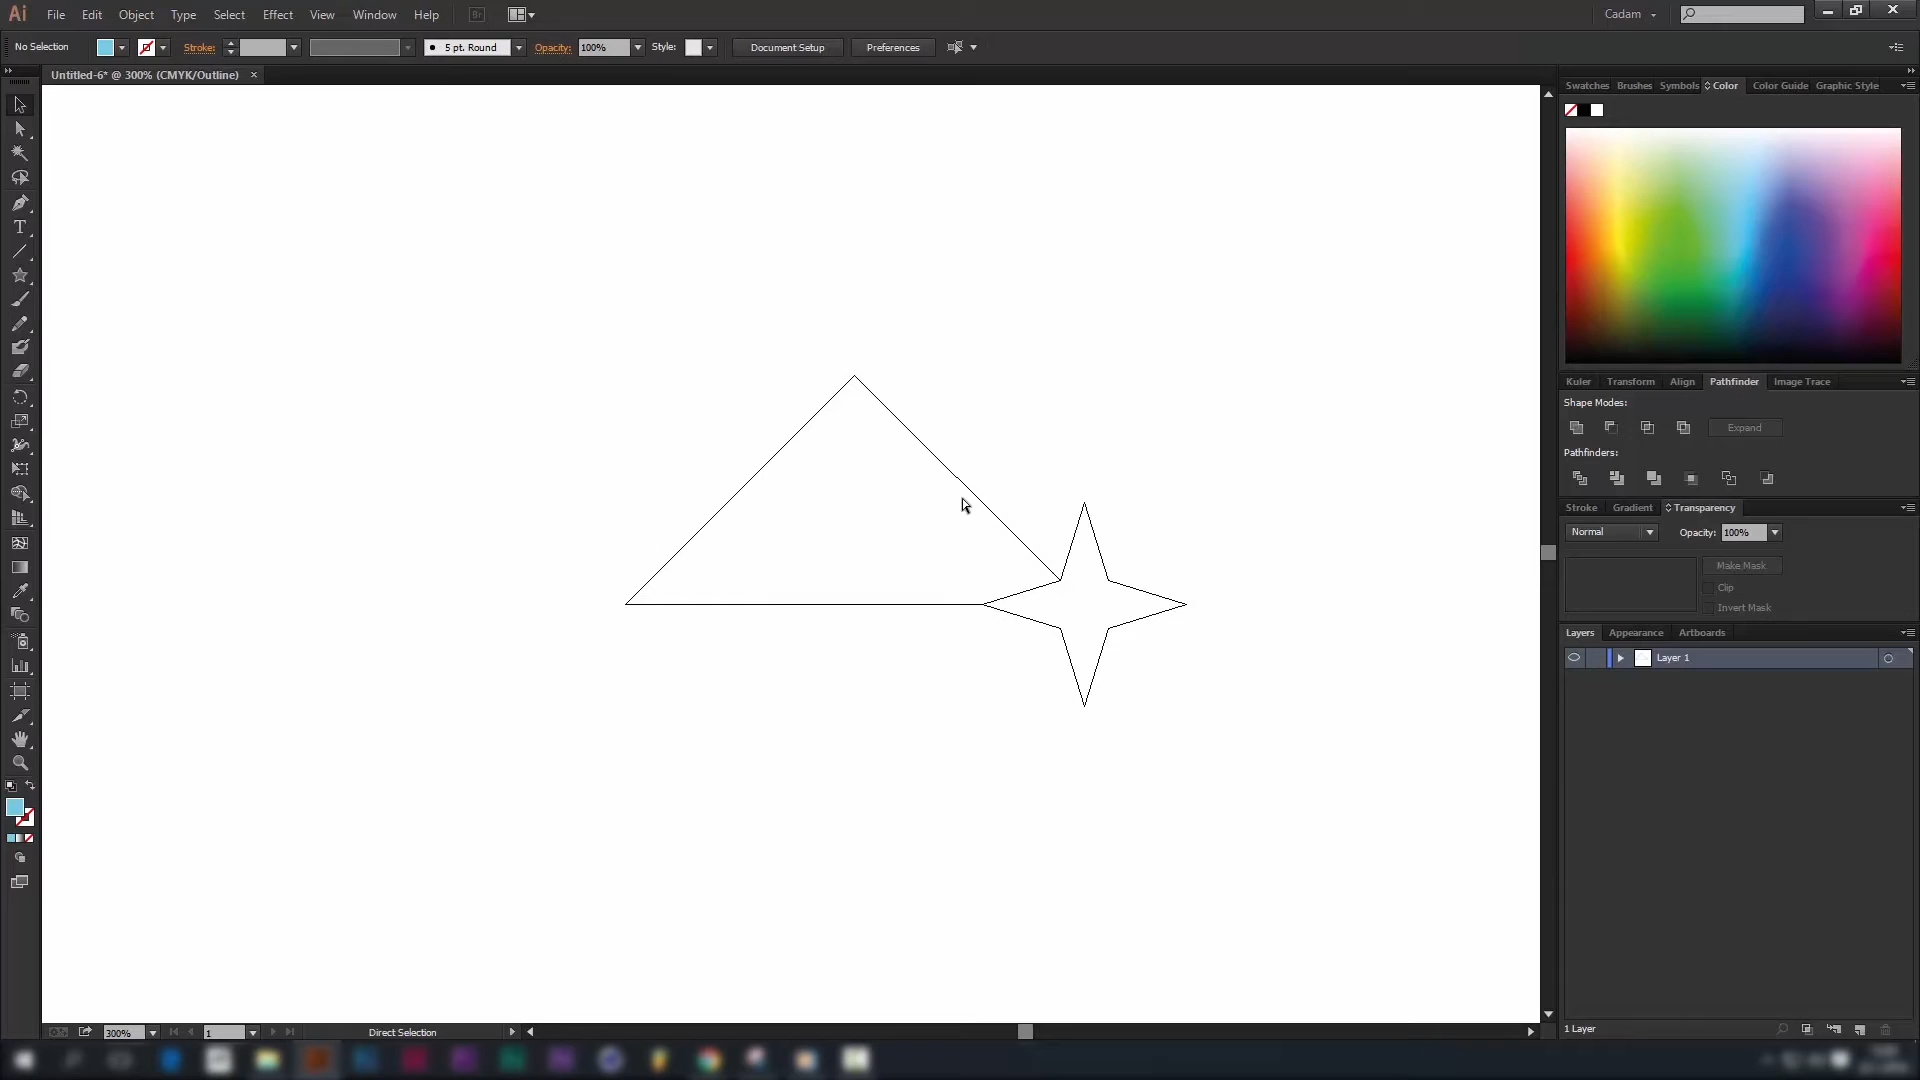 Ai File Edit Object Type Select Effect View Window Help Br Cadam
No Selection Stroke: 5 pt. Round Opacity: 100% Style: Document Setup Preferences
Untitled-6* @ 300% (CMYK/Outline)
Swatches Brushes Symbols Color Color Guide Graphic Style
Kuler Transform Align Pathfinder Image Trace
Shape Modes:
Expand
Pathfinders:
Stroke Gradient Transparency
Normal Opacity: 100%
Make Mask
Clip
Invert Mask
Layers Appearance Artboards
Layer 1
1 Layer
300% 1 Direct Selection